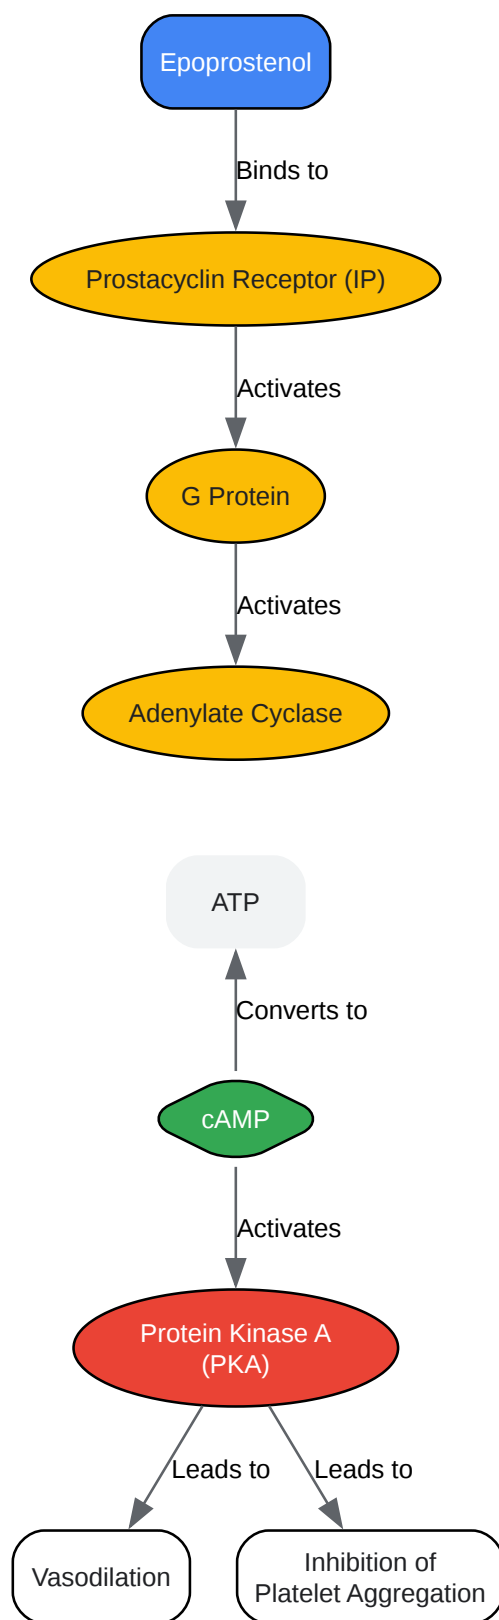 Epoprostenol
Binds to
Prostacyclin Receptor (IP)
Activates
G Protein
Activates
Adenylate Cyclase
ATP
Converts to
cAMP
Activates
Protein Kinase A
(PKA)
Leads to
Leads to
Vasodilation
Inhibition of
Platelet Aggregation